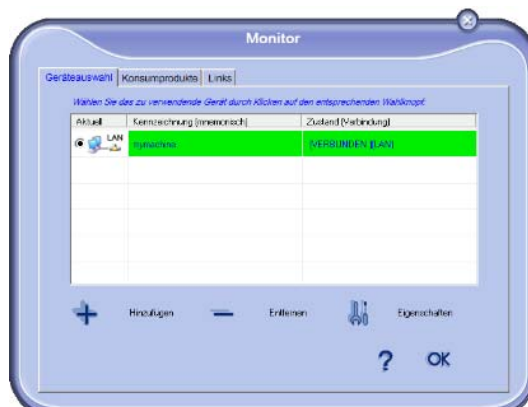 Monitor
Geräteauswahl Konsumprodukte Links
Wählen Sie das zu verwendende Gerät durch Klicken auf den entsprechenden Wahlknopf.
Aktuell Kennzeichnung (mnemonisch) Zustand (Verbindung)
LAN mymachine [VERBUNDEN ][LAN]
Hinzufügen Entfernen Eigenschaften
? OK